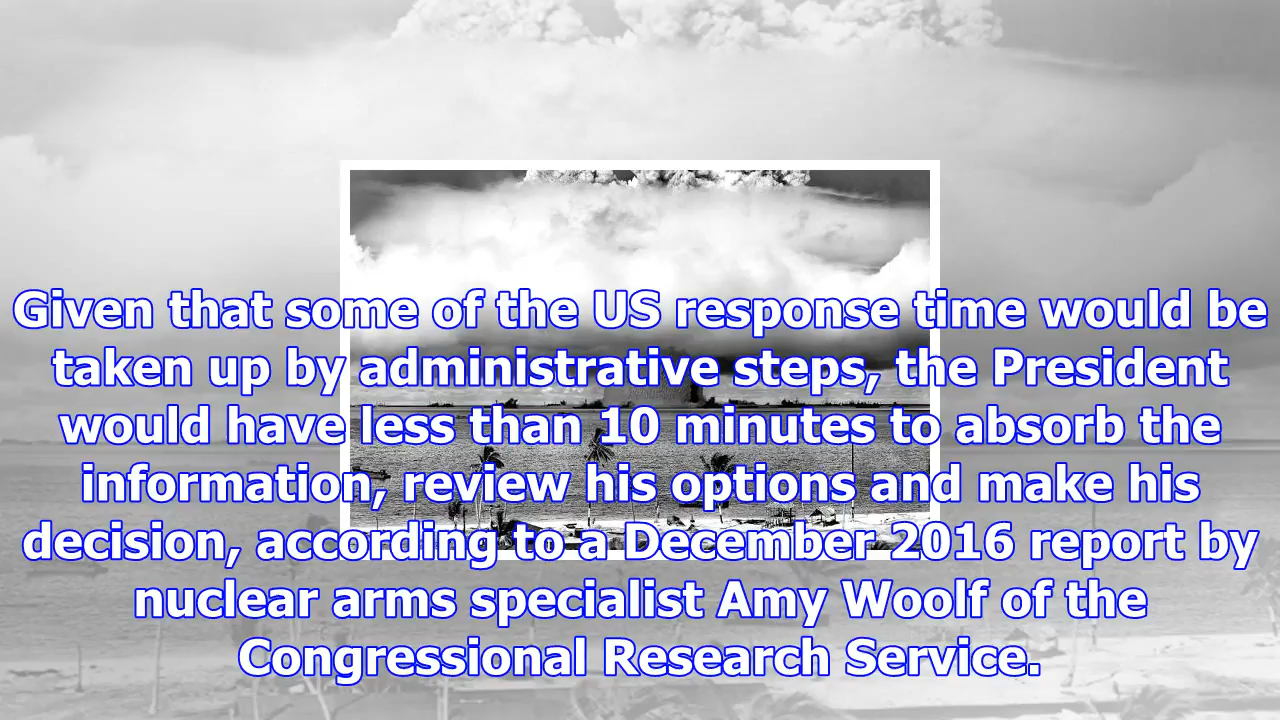 Given that some of the US response time would be
taken up by administrative steps, the President
would have less than 10 minutes to absorb the
information, review his options and make his
decision, according to a December 2016 report by
nuclear arms specialist Amy Woolf of the
Congressional Research Service.